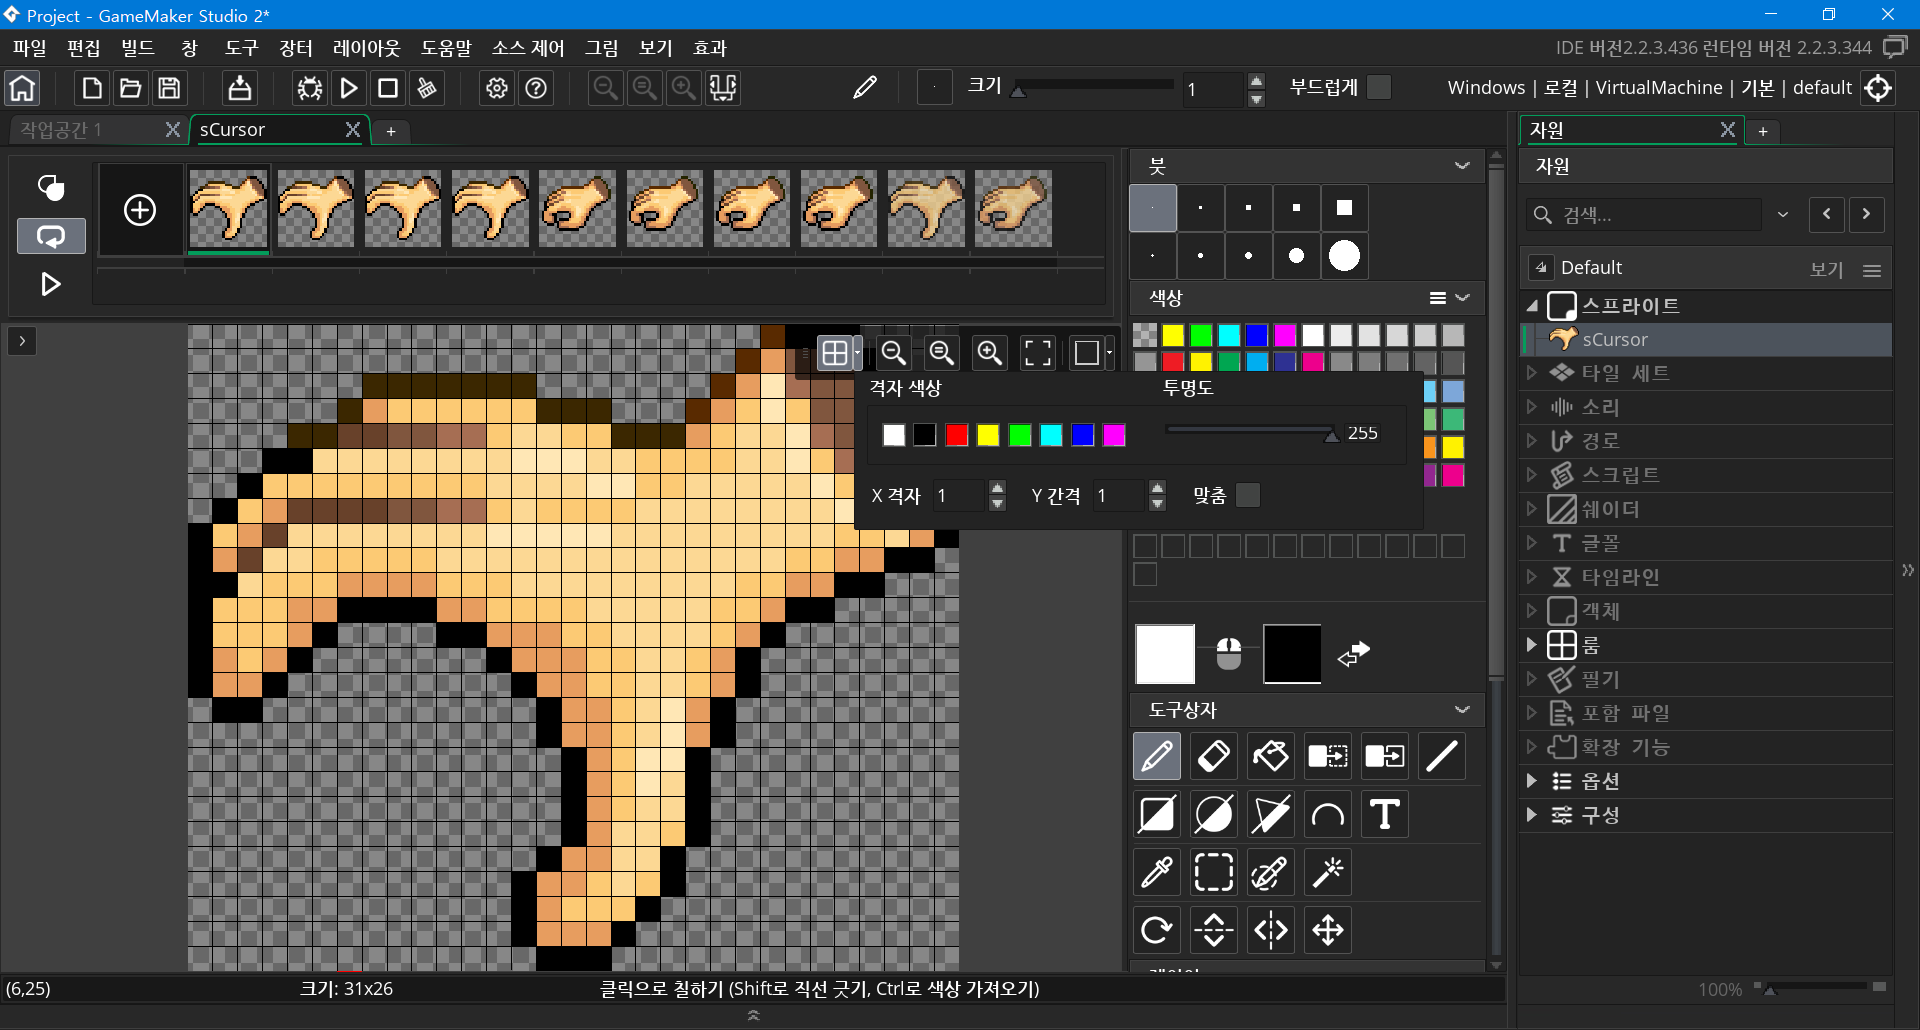 Project - GameMaker Studio 2*
파일 편집 빌드 창 도구 장터 레이아웃 도움말 소스 제어 그림 보기 효과
IDE 버전2.2.3.436 런타임 버전 2.2.3.344
크기 1 부드럽게
Windows | 로컬 | VirtualMachine | 기본 | default
작업공간 1 X
sCursor X
+
자원 X
+
붓
자원
검색...
색상
Default 보기
스프라이트
sCursor
타일 세트
소리
경로
스크립트
쉐이더
글꼴
타임라인
객체
룸
필기
포함 파일
확장 기능
옵션
구성
격자 색상 투명도
255
X 격자 1 Y 간격 1 맞춤
도구상자
T
(6,25) 크기: 31x26 클릭으로 칠하기 (Shift로 직선 긋기, Ctrl로 색상 가져오기)
100%